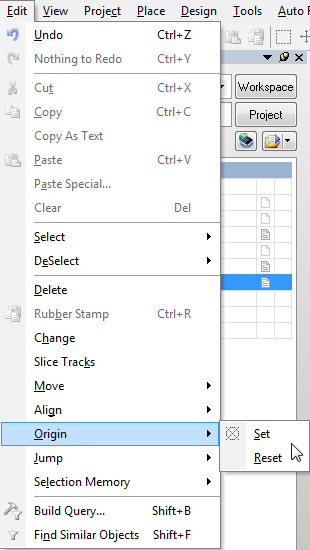 Edit View Project Place Design Tools Auto
Undo Ctrl+Z
Nothing to Redo Ctrl+Y
Cut Ctrl+X
Workspace
Copy Ctrl+C
Project
Copy As Text
Paste Ctrl+V
Paste Special...
Clear Del
Select
DeSelect
Delete
Rubber Stamp Ctrl+R
Change
Slice Tracks
Move
Align
Origin
Set
Jump
Reset
Selection Memory
Build Query... Shift+B
Find Similar Objects Shift+F